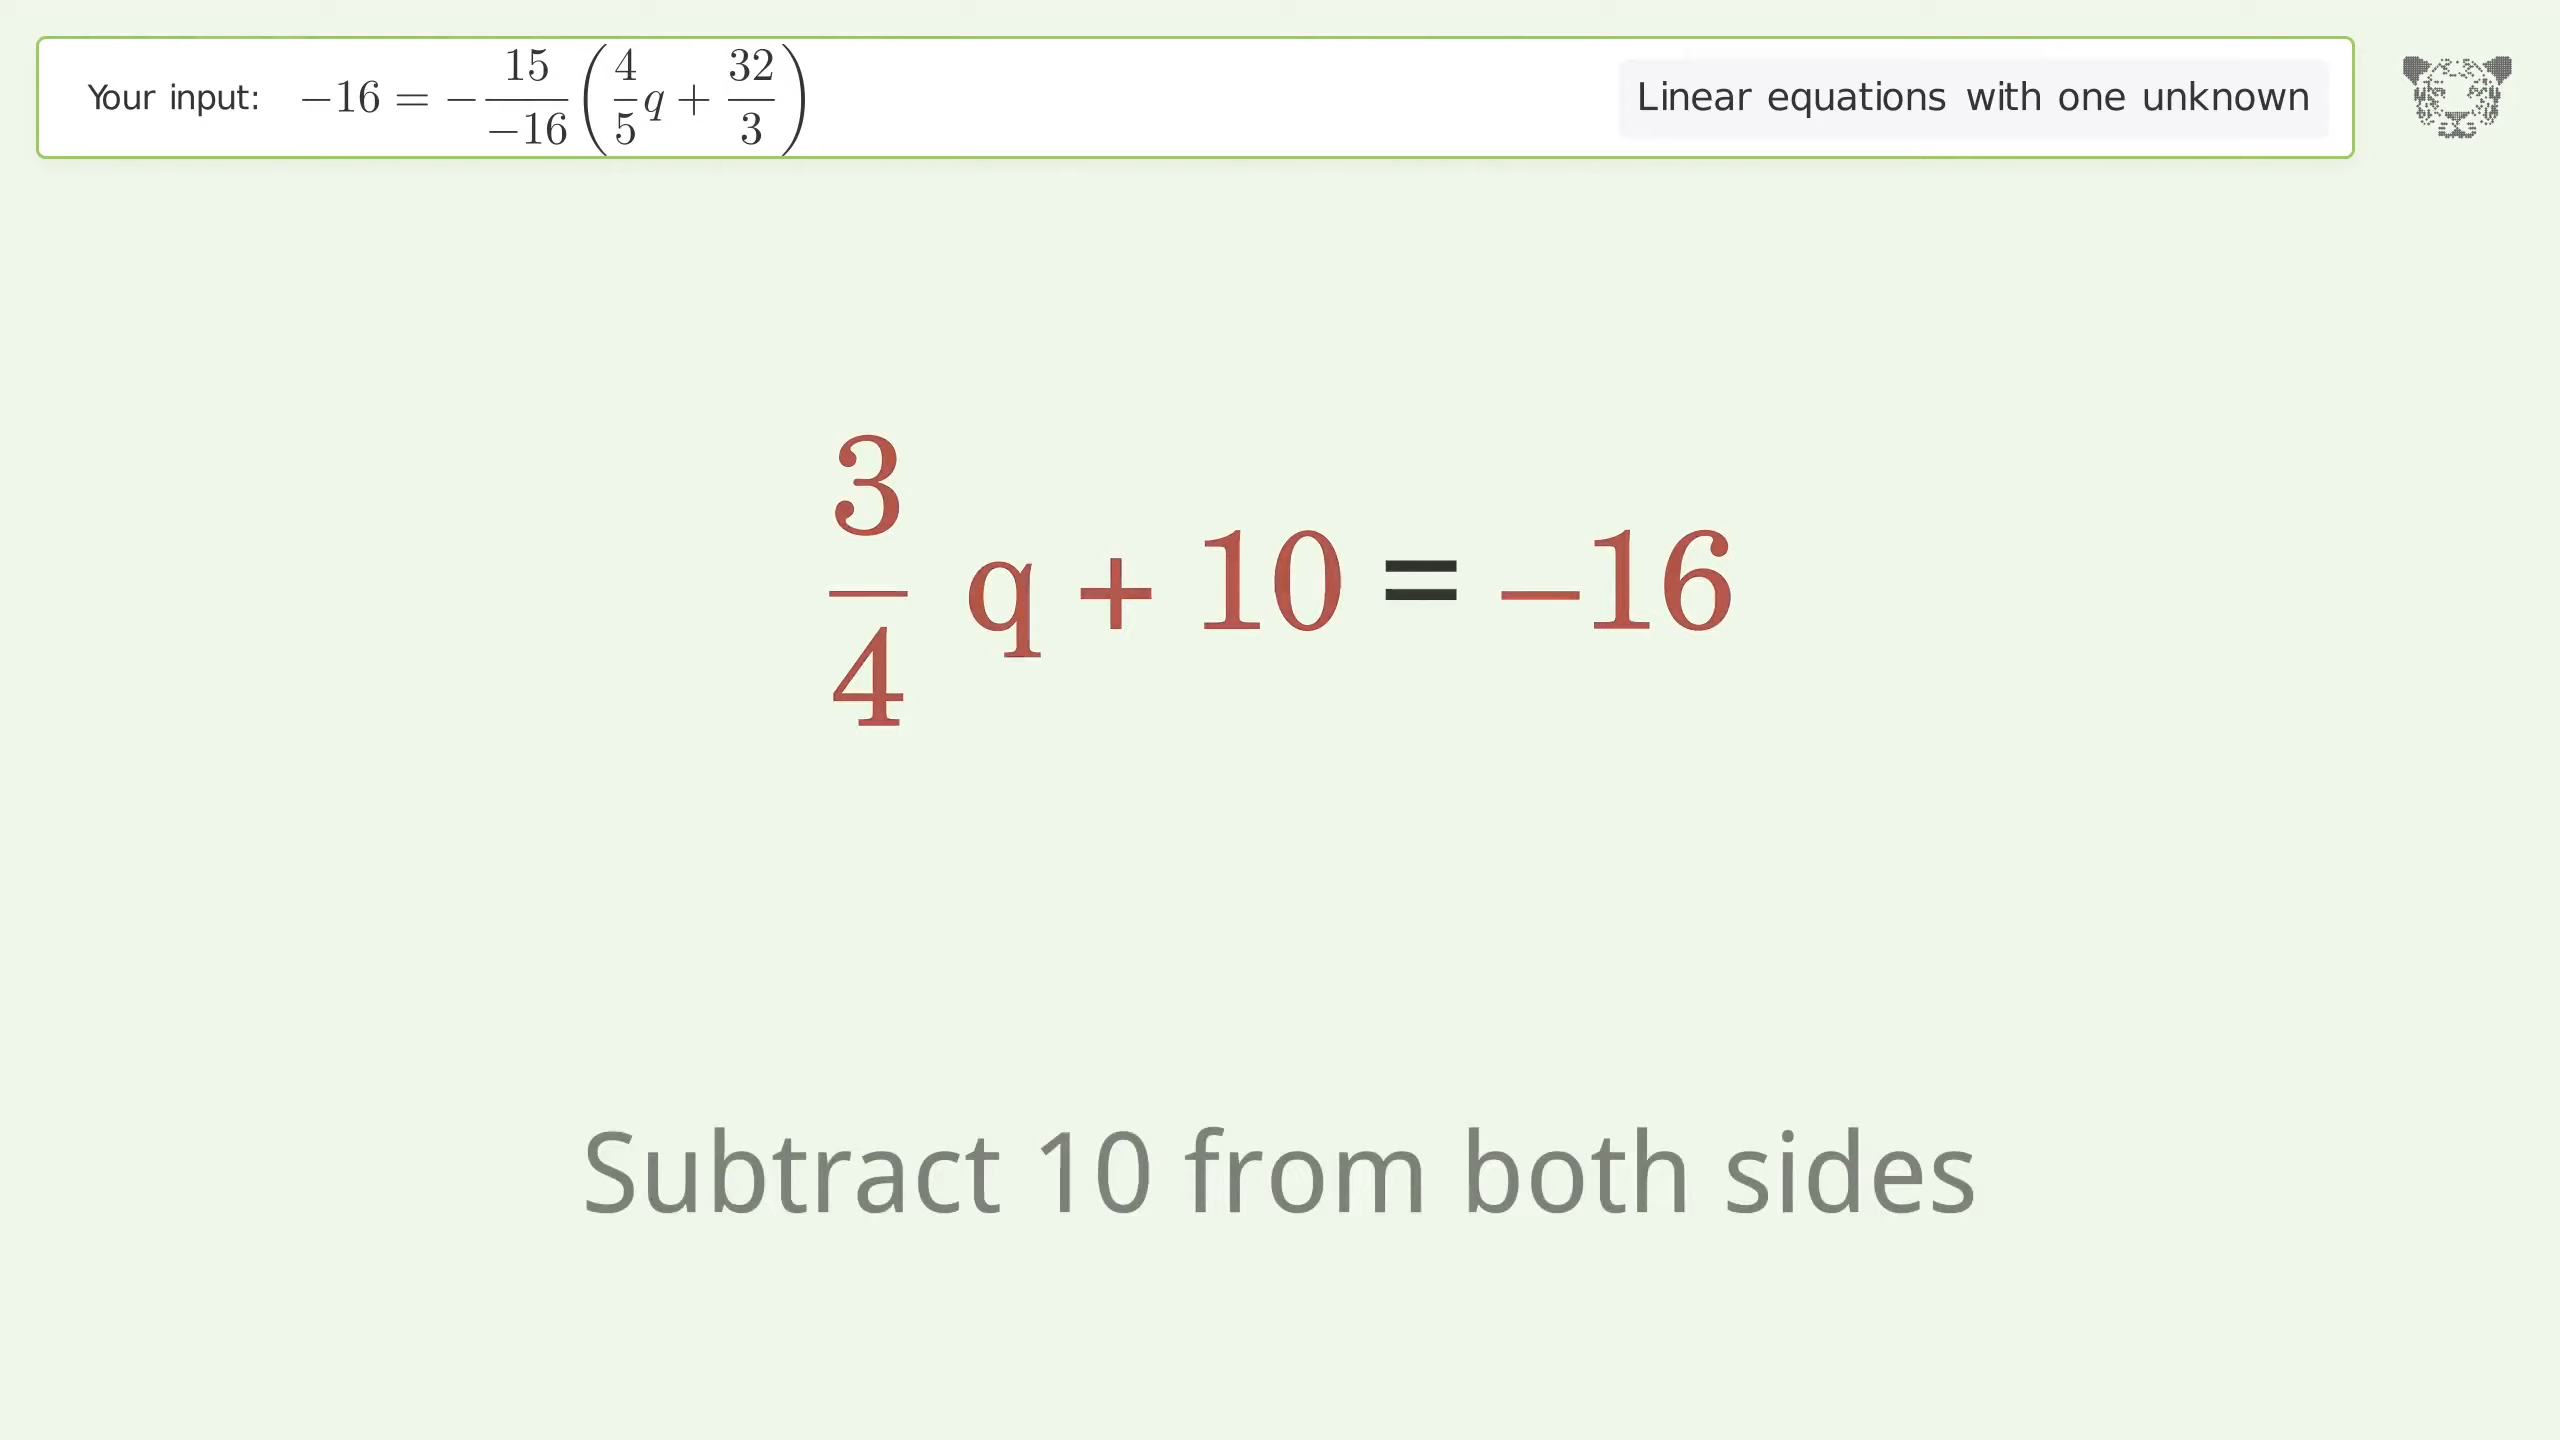 Your input: −16 = −15/−16(4/5q + 32/3)
Linear equations with one unknown
3/4 q + 10 = −16
Subtract 10 from both sides